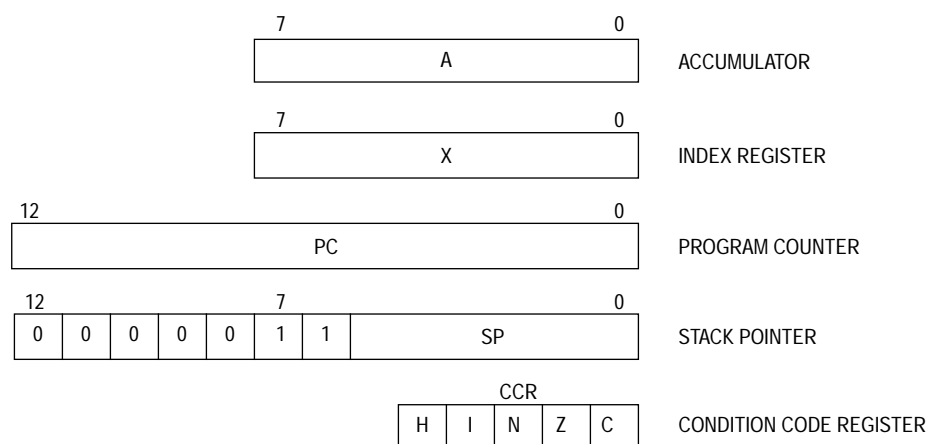 7 0
A ACCUMULATOR
7 0
X INDEX REGISTER
12 0
PC PROGRAM COUNTER
12 7 0
0 0 0 0 0 1 1 SP STACK POINTER
CCR
H I N Z C CONDITION CODE REGISTER